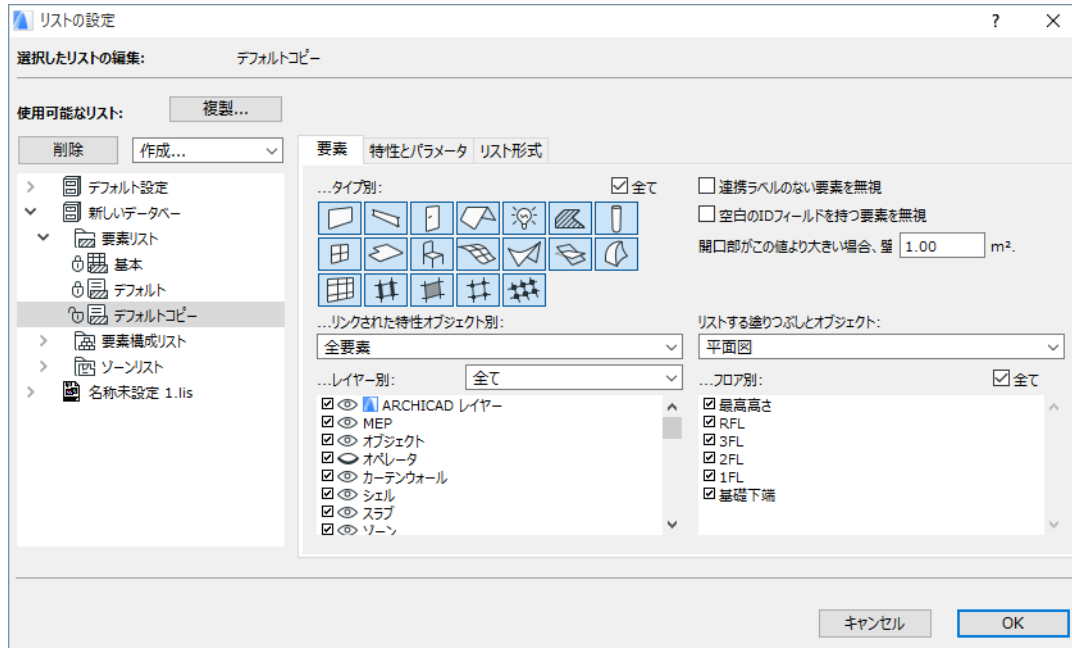 リストの設定
?
選択したリストの編集: デフォルトコピー
使用可能なリスト: 複製...
削除 作成...
デフォルト設定
新しいデータベー
要素リスト
基本
デフォルト
デフォルトコピー
要素構成リスト
ゾーンリスト
名称未設定 1.lis
要素 特性とパラメータ リスト形式
...タイプ別: 全て
連携ラベルのない要素を無視
空白のIDフィールドを持つ要素を無視
開口部がこの値より大きい場合、壁 1.00 m².
...リンクされた特性オブジェクト別:
全要素
リストする塗りつぶしとオブジェクト:
平面図
...レイヤー別: 全て
ARCHICAD レイヤー
MEP
オブジェクト
オペレータ
カーテンウォール
シェル
スラブ
ゾーン
...フロア別: 全て
最高高さ
RFL
3FL
2FL
1FL
基礎下端
キャンセル OK